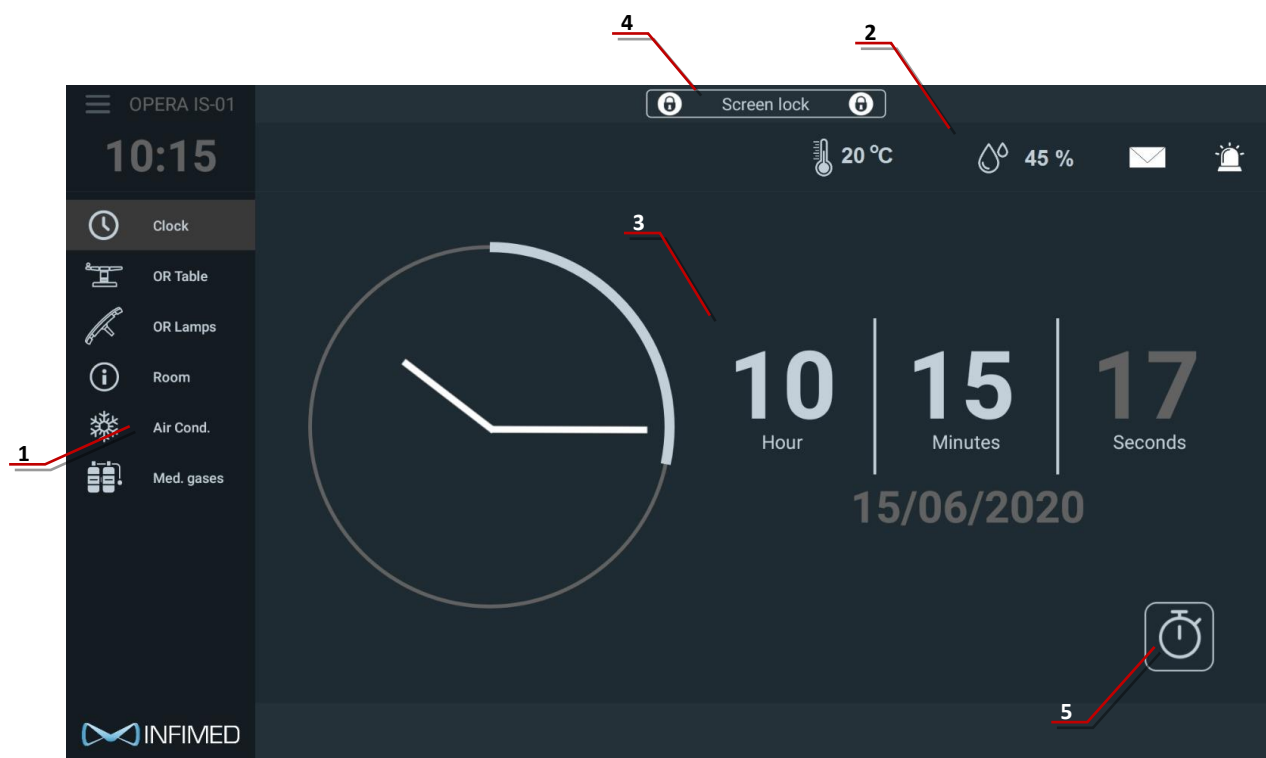 4
2
OPERA IS-01
Screen lock
10:15
20 °C
45 %
Clock
3
OR Table
OR Lamps
Room
Air Cond.
1
Med. gases
10
15
17
Hour
Minutes
Seconds
15/06/2020
5
INFIMED